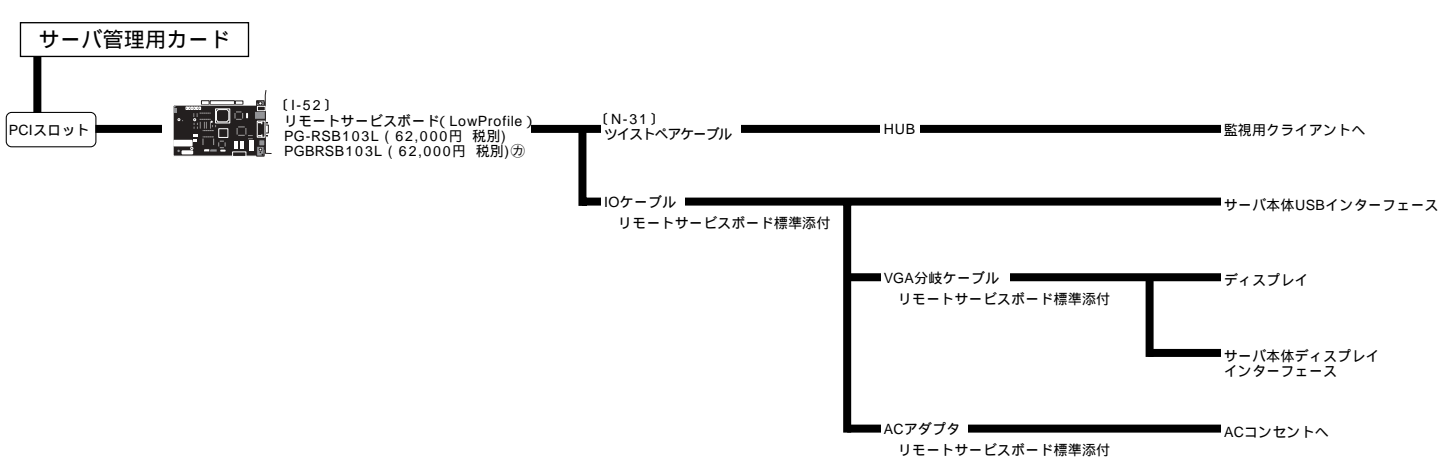 サーバ管理用カード
PCIスロット
〔I-52〕
リモートサービスボード(LowProfile)
PG-RSB103L(62,000円 税別)
PGBRSB103L(62,000円 税別)㋕
〔N-31〕
ツイストペアケーブル
HUB
監視用クライアントへ
IOケーブル
リモートサービスボード標準添付
サーバ本体USBインターフェース
VGA分岐ケーブル
リモートサービスボード標準添付
ディスプレイ
サーバ本体ディスプレイ
インターフェース
ACアダプタ
リモートサービスボード標準添付
ACコンセントへ